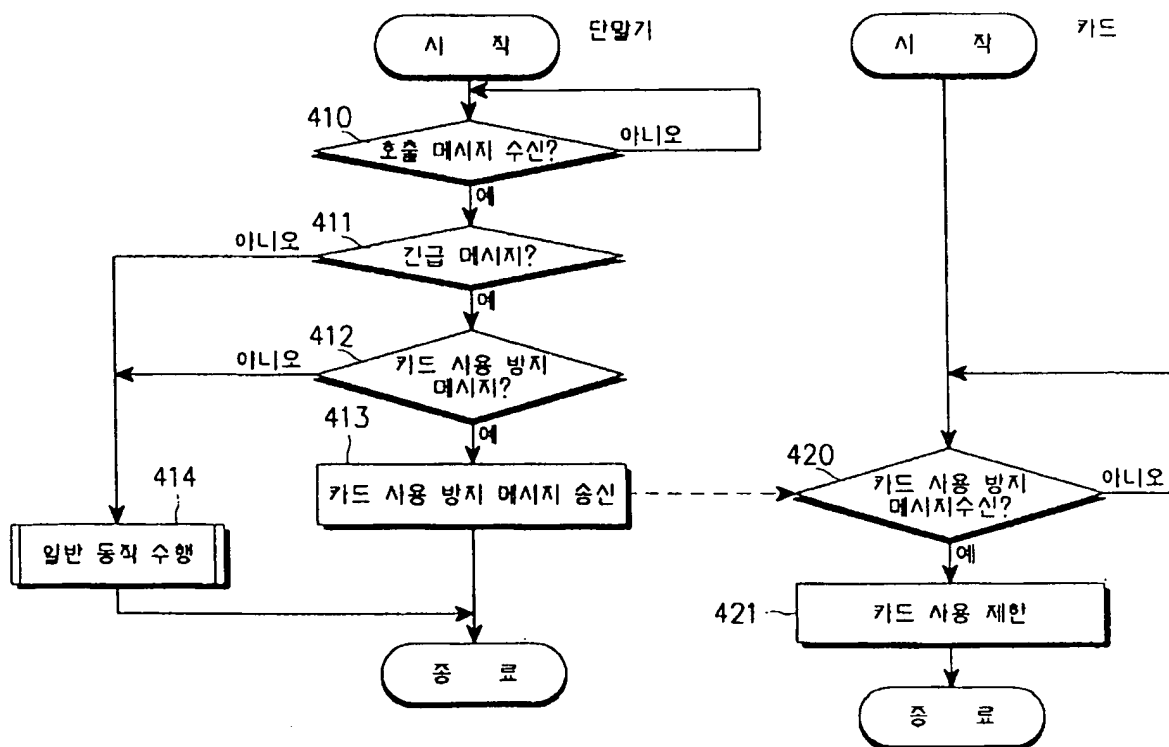 시 작
단말기
410
호출 메시지 수신?
아니오
예
411
아니오
긴급 메시지?
예
412
아니오
카드 사용 방지
메시지?
예
413
카드 사용 방지 메시지 송신
414
일반 동작 수행
종 료
시 작
카드
420
카드 사용 방지
메시지수신?
아니오
예
421
카드 사용 제한
종 료